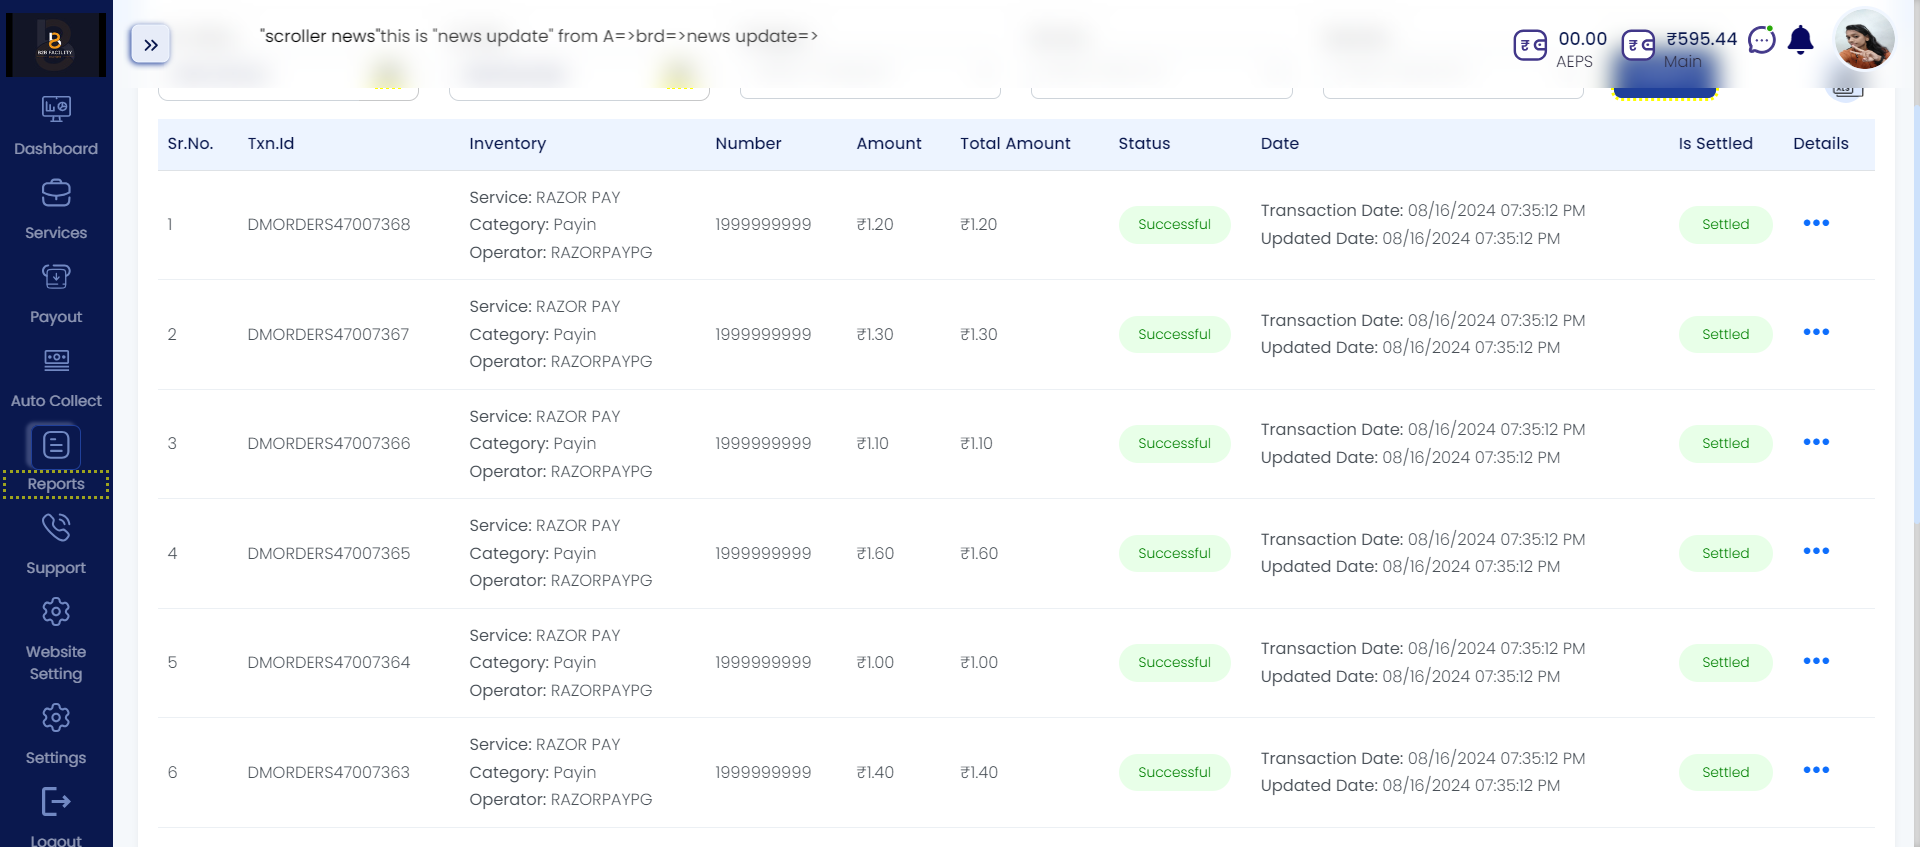 B2B FACILITY
"scroller news"this is "news update" from A=>brd=>news update=>
00.00
AEPS
₹595.44
Main
XLS
Dashboard
Services
Payout
Auto Collect
Reports
Support
Website
Setting
Settings
Logout
Sr.No. Txn.Id Inventory Number Amount Total Amount Status Date Is Settled Details
Service: RAZOR PAY
1 DMORDERS47007368 Category: Payin 1999999999 ₹1.20 ₹1.20 Successful Transaction Date: 08/16/2024 07:35:12 PM Settled
Operator: RAZORPAYPG Updated Date: 08/16/2024 07:35:12 PM
Service: RAZOR PAY
2 DMORDERS47007367 Category: Payin 1999999999 ₹1.30 ₹1.30 Successful Transaction Date: 08/16/2024 07:35:12 PM Settled
Operator: RAZORPAYPG Updated Date: 08/16/2024 07:35:12 PM
Service: RAZOR PAY
3 DMORDERS47007366 Category: Payin 1999999999 ₹1.10 ₹1.10 Successful Transaction Date: 08/16/2024 07:35:12 PM Settled
Operator: RAZORPAYPG Updated Date: 08/16/2024 07:35:12 PM
Service: RAZOR PAY
4 DMORDERS47007365 Category: Payin 1999999999 ₹1.60 ₹1.60 Successful Transaction Date: 08/16/2024 07:35:12 PM Settled
Operator: RAZORPAYPG Updated Date: 08/16/2024 07:35:12 PM
Service: RAZOR PAY
5 DMORDERS47007364 Category: Payin 1999999999 ₹1.00 ₹1.00 Successful Transaction Date: 08/16/2024 07:35:12 PM Settled
Operator: RAZORPAYPG Updated Date: 08/16/2024 07:35:12 PM
Service: RAZOR PAY
6 DMORDERS47007363 Category: Payin 1999999999 ₹1.40 ₹1.40 Successful Transaction Date: 08/16/2024 07:35:12 PM Settled
Operator: RAZORPAYPG Updated Date: 08/16/2024 07:35:12 PM